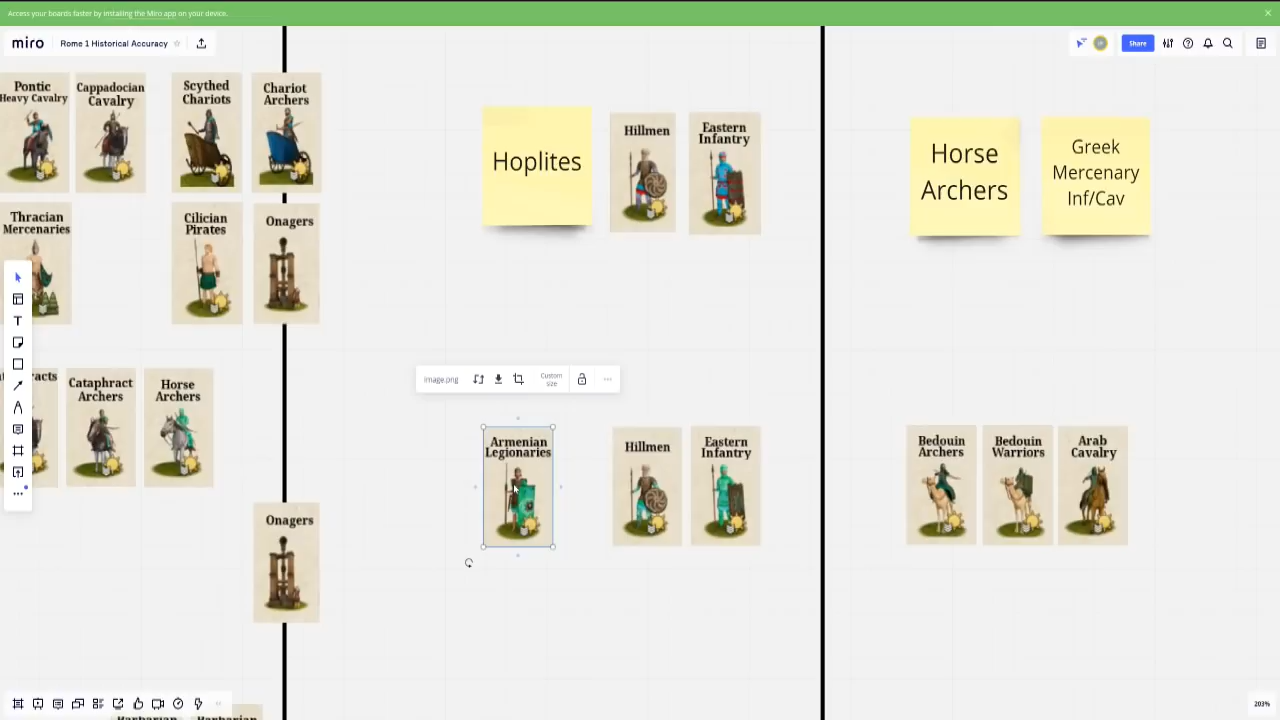 Access your boards faster by installing the Miro app on your device.
miro
Rome 1 Historical Accuracy
Share
Pontic
Heavy Cavalry
Cappadocian
Cavalry
Scythed
Chariots
Chariot
Archers
Hoplites
Hillmen
Eastern
Infantry
Horse
Archers
Greek
Mercenary
Inf/Cav
Thracian
Mercenaries
Cilician
Pirates
Onagers
Cataphract
Archers
Horse
Archers
image.png
Custom
size
Armenian
Legionaries
Hillmen
Eastern
Infantry
Bedouin
Archers
Bedouin
Warriors
Arab
Cavalry
Onagers
203%